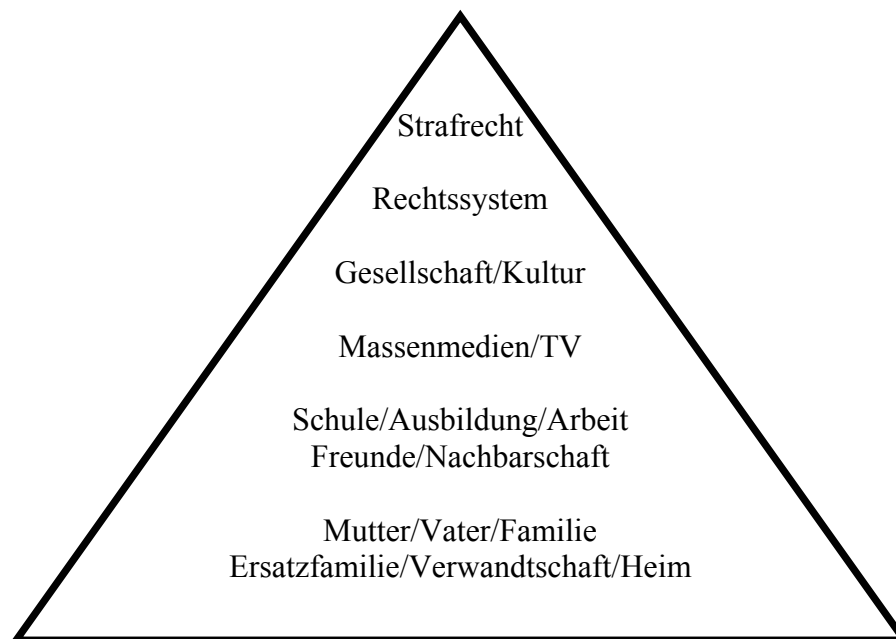 Strafrecht
Rechtssystem
Gesellschaft/Kultur
Massenmedien/TV
Schule/Ausbildung/Arbeit
Freunde/Nachbarschaft
Mutter/Vater/Familie
Ersatzfamilie/Verwandtschaft/Heim